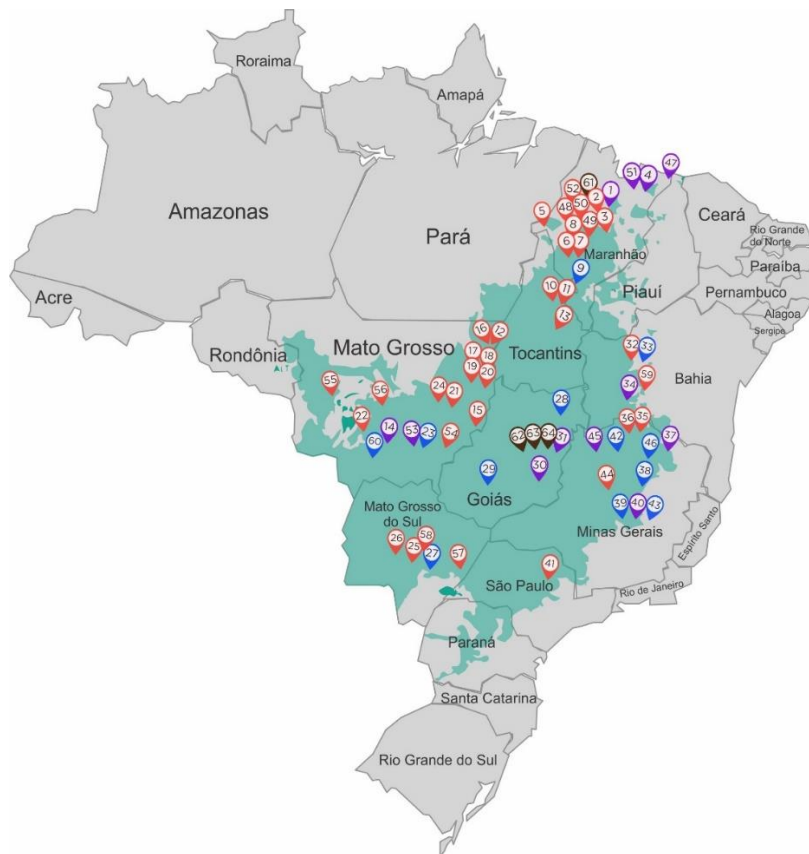 Roraima
Amapá
47
51
4
61
52
1
2
50
48
5
49
3
8
Amazonas
Ceará
Pará
Rio Grande
do Norte
6
7
Maranhão
9
Paraíba
10
11
Piauí
Pernambuco
Acre
13
Alagoa
16
12
Sergipe
Mato Grosso
32
33
17
18
Tocantins
Rondônia
19
20
59
Bahia
55
56
24
21
34
28
22
15
36
35
14
53
23
54
62
63
64
31
45
42
46
37
60
29
30
38
44
Goiás
Mato Grosso
do Sul
39
40
43
58
26
25
27
57
Minas Gerais
Espírito Santo
41
São Paulo
Rio de Janeiro
Paraná
Santa Catarina
Rio Grande do Sul